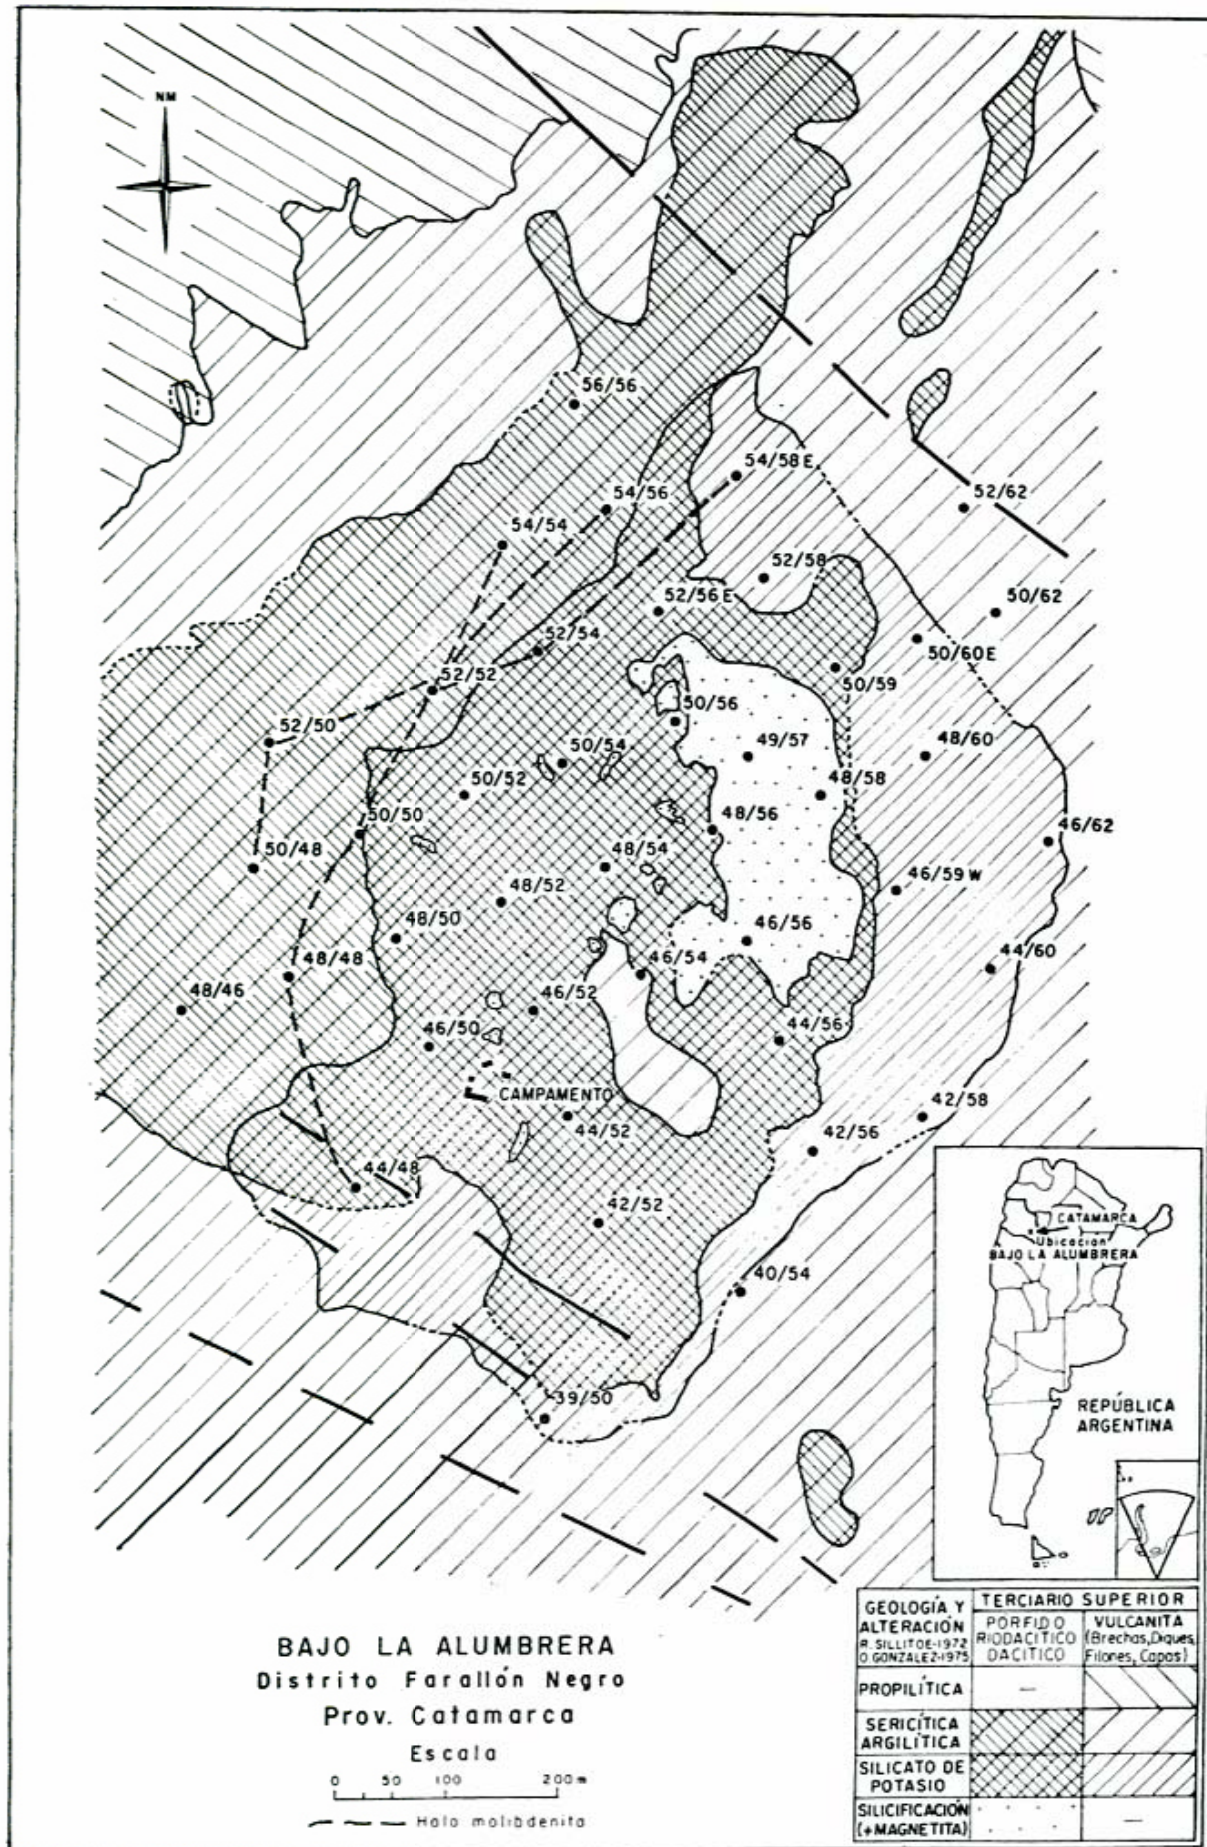 NM
56/56
54/58 E
54/56
52/62
54/54
52/58
52/56 E
50/62
52/54
50/60 E
50/59
52/52
50/56
52/50
49/57
48/60
50/54
50/52
48/58
50/50
48/56
46/62
50/48
48/54
46/59 W
48/52
48/50
46/56
44/60
46/54
48/48
48/46
46/52
44/56
46/50
CAMPAMENTO
44/52
42/58
42/56
44/48
42/52
40/54
39/50
CATAMARCA
Ubicación
BAJO LA ALUMBRERA
REPÚBLICA
ARGENTINA
BAJO LA ALUMBRERA
Distrito Farallón Negro
Prov. Catamarca
Escala
0 50 100 200m
Halo molibdenita
GEOLOGÍA Y
ALTERACIÓN
R. SILLITOE-1972
O. GONZALEZ-1975
TERCIARIO SUPERIOR
PORFIDO
RIODACITICO
DACÍTICO
VULCANITA
(Brechas, Diques,
Filones, Capas)
PROPILÍTICA —
SERICÍTICA
ARGILÍTICA
SILICATO DE
POTASIO
SILICIFICACIÓN
(+MAGNETITA) —